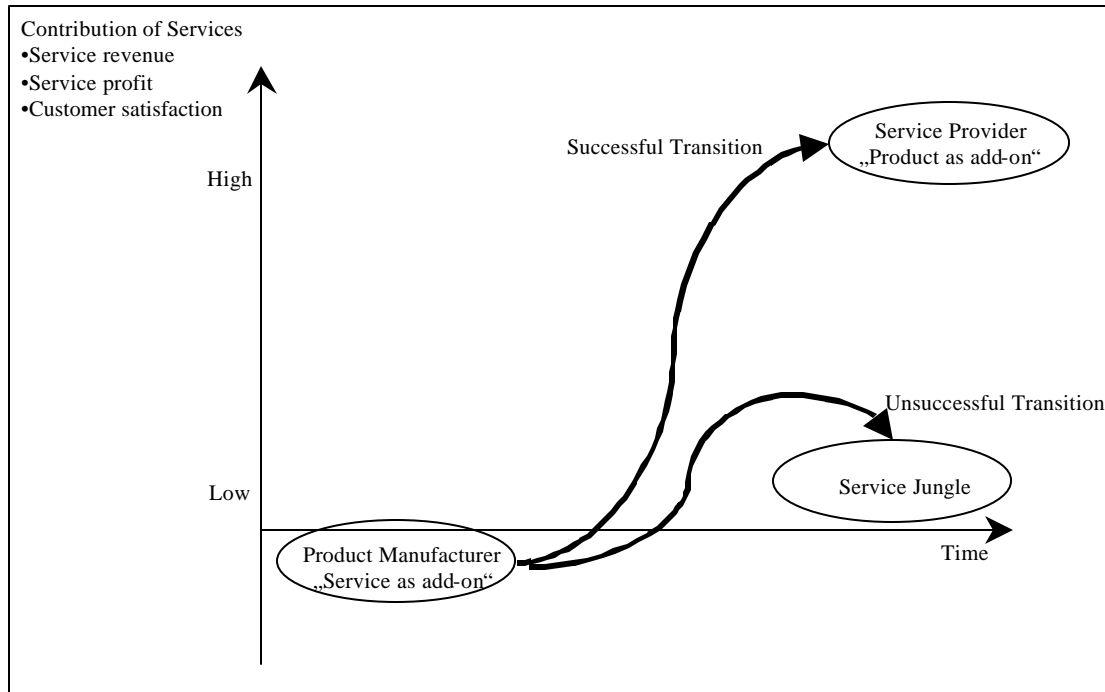 Contribution of Services
•Service revenue
•Service profit
•Customer satisfaction
Successful Transition
Service Provider
„Product as add-on“
High
Unsuccessful Transition
Low
Service Jungle
Time
Product Manufacturer
„Service as add-on“